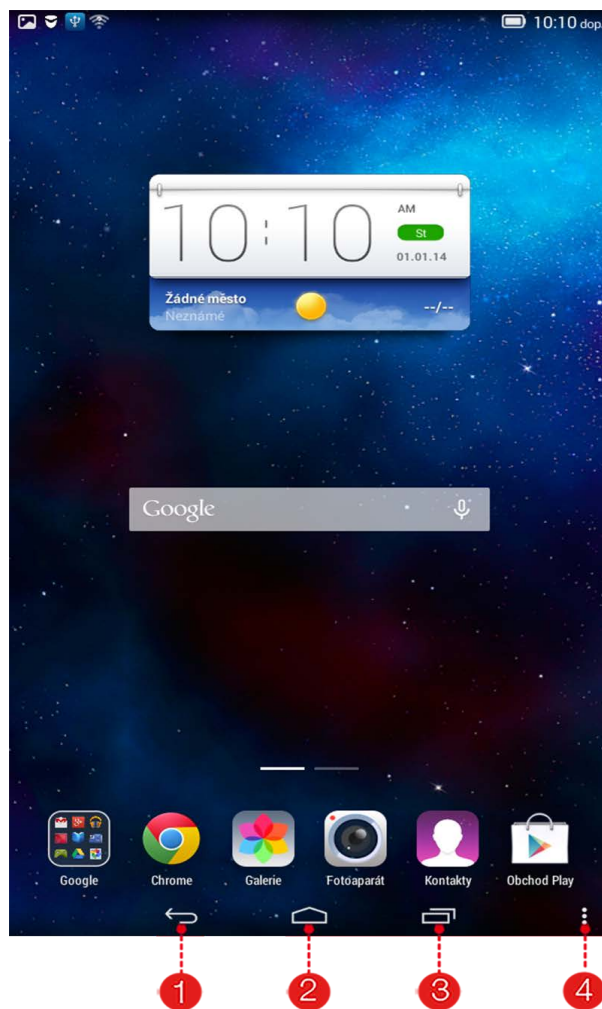 10:10 dop.
10:10
AM
St
01.01.14
Žádné město
Neznámé
--/--
Google
Google
Chrome
Galerie
Fotoaparát
Kontakty
Obchod Play
1
2
3
4